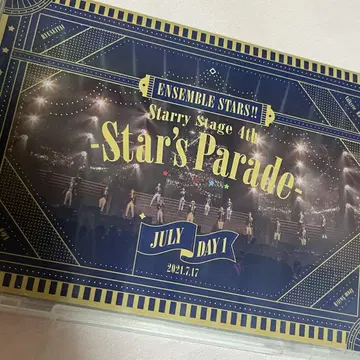 ENSEMBLE STARS!!
Starry Stage 4th
-Star's Parade-
JULY DAY 1
2021.7.17